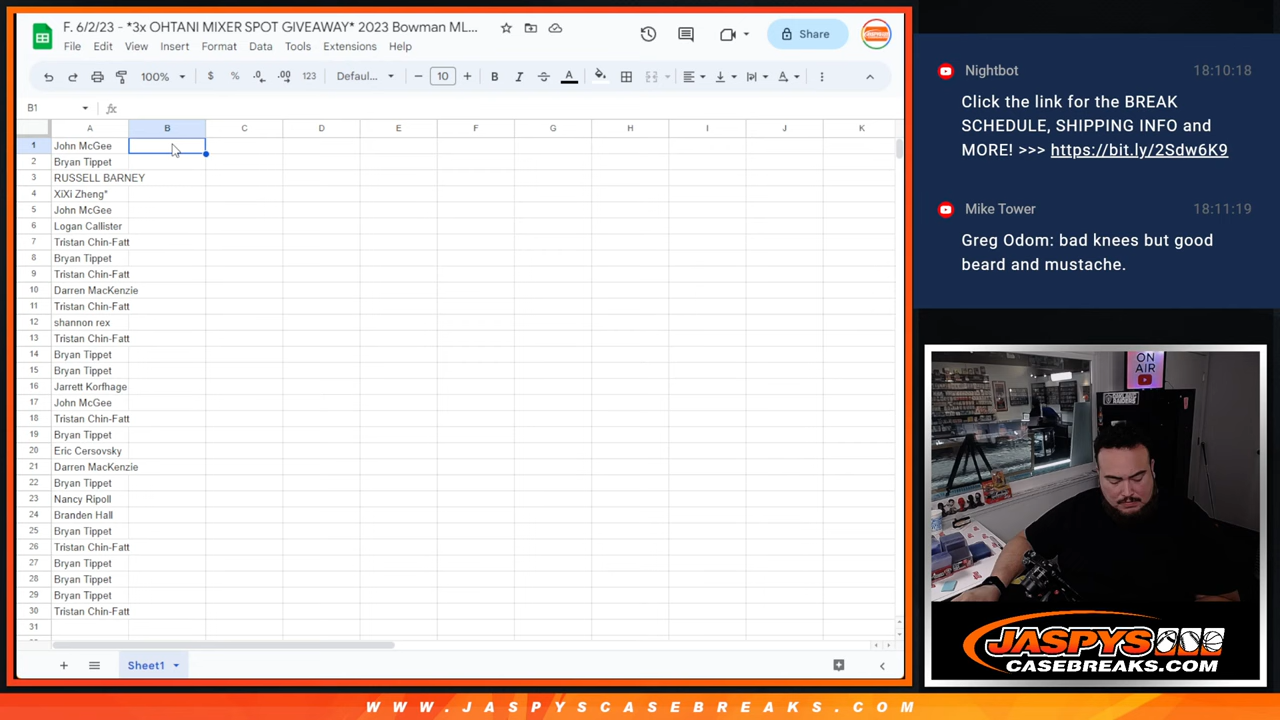 F. 6/2/23 - *3x OHTANI MIXER SPOT GIVEAWAY* 2023 Bowman ML...
File Edit View Insert Format Data Tools Extensions Help
Share
100% $ % .0 .00 123 Defaul... 10 B I A
B1 fx
A B C D E F G H I J K
1 John McGee
2 Bryan Tippet
3 RUSSELL BARNEY
4 XiXi Zheng*
5 John McGee
6 Logan Callister
7 Tristan Chin-Fatt
8 Bryan Tippet
9 Tristan Chin-Fatt
10 Darren MacKenzie
11 Tristan Chin-Fatt
12 shannon rex
13 Tristan Chin-Fatt
14 Bryan Tippet
15 Bryan Tippet
16 Jarrett Korfhage
17 John McGee
18 Tristan Chin-Fatt
19 Bryan Tippet
20 Eric Cersovsky
21 Darren MacKenzie
22 Bryan Tippet
23 Nancy Ripoll
24 Branden Hall
25 Bryan Tippet
26 Tristan Chin-Fatt
27 Bryan Tippet
28 Bryan Tippet
29 Bryan Tippet
30 Tristan Chin-Fatt
31
Sheet1
Nightbot 18:10:18
Click the link for the BREAK
SCHEDULE, SHIPPING INFO and
MORE! >>> https://bit.ly/2Sdw6K9
Mike Tower 18:11:19
Greg Odom: bad knees but good
beard and mustache.
ON
AIR
JASPYS
CASEBREAKS.COM
WWW.JASPYSCASEBREAKS.COM